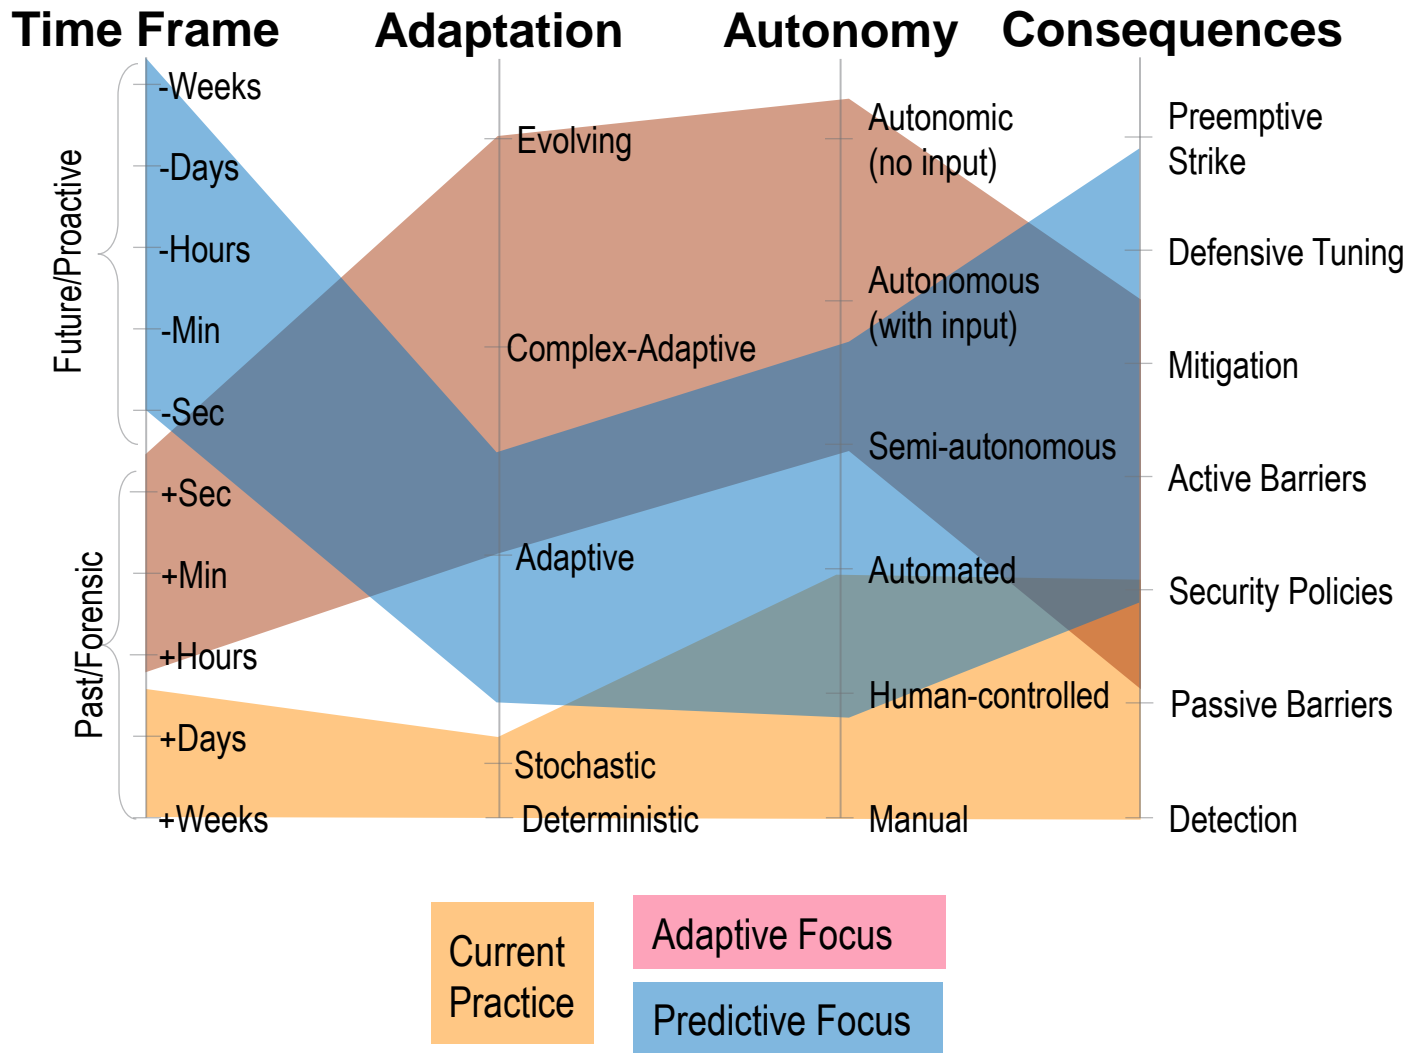 Time Frame
Adaptation
Autonomy
Consequences
Future/Proactive
Past/Forensic
-Weeks
-Days
-Hours
-Min
-Sec
+Sec
+Min
+Hours
+Days
+Weeks
Evolving
Complex-Adaptive
Adaptive
Stochastic
Deterministic
Autonomic
(no input)
Autonomous
(with input)
Semi-autonomous
Automated
Human-controlled
Manual
Preemptive
Strike
Defensive Tuning
Mitigation
Active Barriers
Security Policies
Passive Barriers
Detection
Current
Practice
Adaptive Focus
Predictive Focus